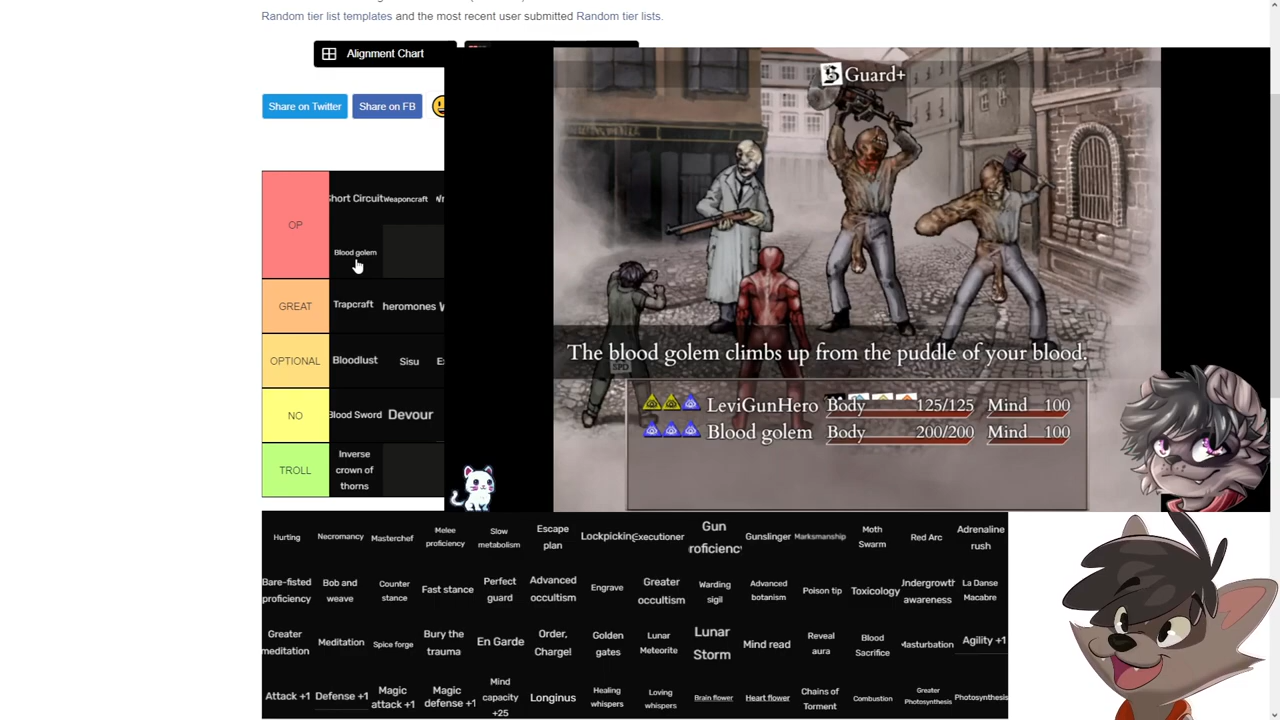 Random tier list templates and the most recent user submitted Random tier lists.
Alignment Chart
Share on Twitter
Share on FB
Guard+
OP
Short Circuit
Weaponcraft
Blood golem
GREAT
Trapcraft
heromones
OPTIONAL
Bloodlust
Sisu
NO
Blood Sword
Devour
TROLL
Inverse
crown of
thorns
SPD
The blood golem climbs up from the puddle of your blood.
LeviGunHero Body 125/125 Mind 100
Blood golem Body 200/200 Mind 100
Hurting
Necromancy
Masterchef
Melee
proficiency
Slow
metabolism
Escape
plan
Lockpicking
Executioner
Gun
roficienc
Gunslinger
Marksmanship
Moth
Swarm
Red Arc
Adrenaline
rush
Bare-fisted
proficiency
Bob and
weave
Counter
stance
Fast stance
Perfect
guard
Advanced
occultism
Engrave
Greater
occultism
Warding
sigil
Advanced
botanism
Poison tip
Toxicology
Undergrowth
awareness
La Danse
Macabre
Greater
meditation
Meditation
Spice forge
Bury the
trauma
En Garde
Order,
Charge!
Golden
gates
Lunar
Meteorite
Lunar
Storm
Mind read
Reveal
aura
Blood
Sacrifice
Masturbation
Agility +1
Attack +1
Defense +1
Magic
attack +1
Magic
defense +1
Mind
capacity
+25
Longinus
Healing
whispers
Loving
whispers
Brain flower
Heart flower
Chains of
Torment
Combustion
Greater
Photosynthesis
Photosynthesis